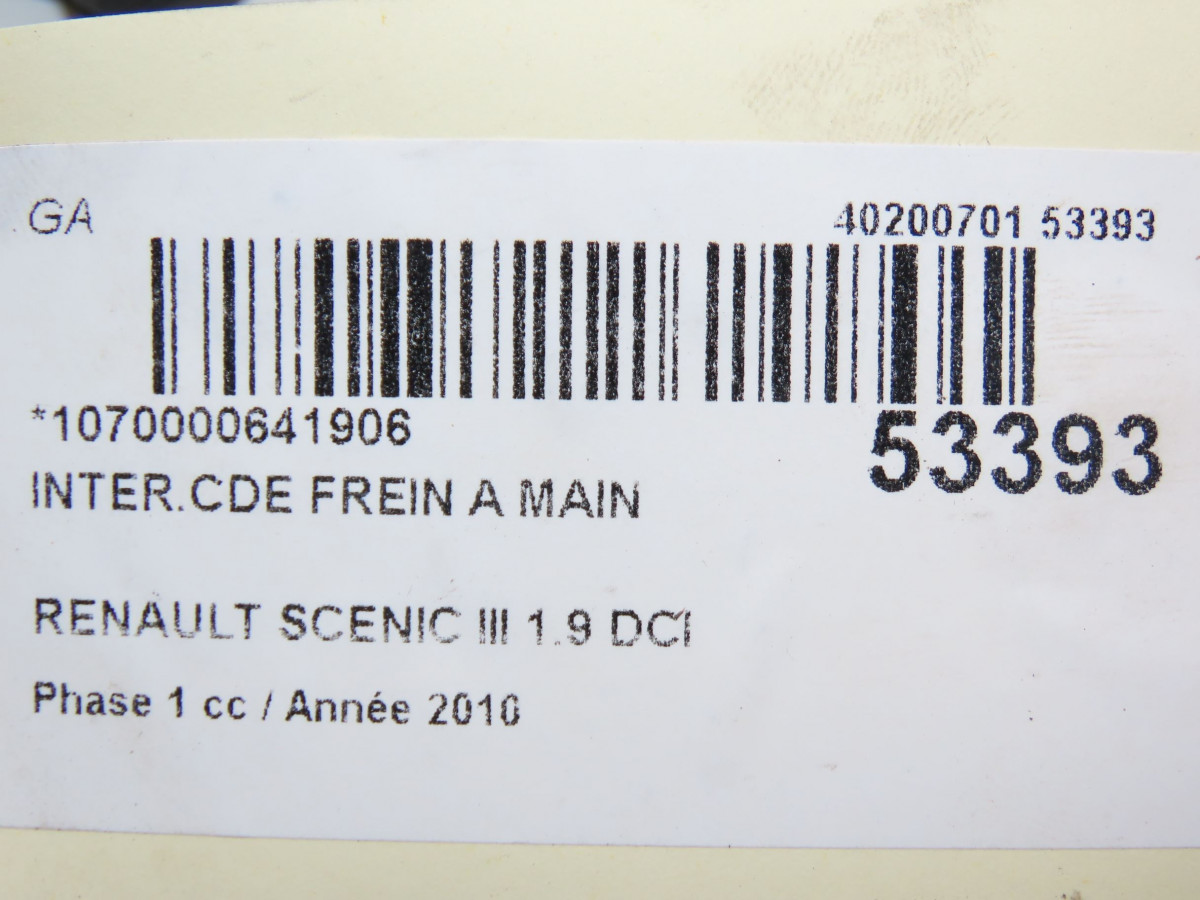 GA
40200701 53393
*1070000641906
53393
INTER.CDE FREIN A MAIN
RENAULT SCENIC III 1.9 DCI
Phase 1 cc / Année 2010